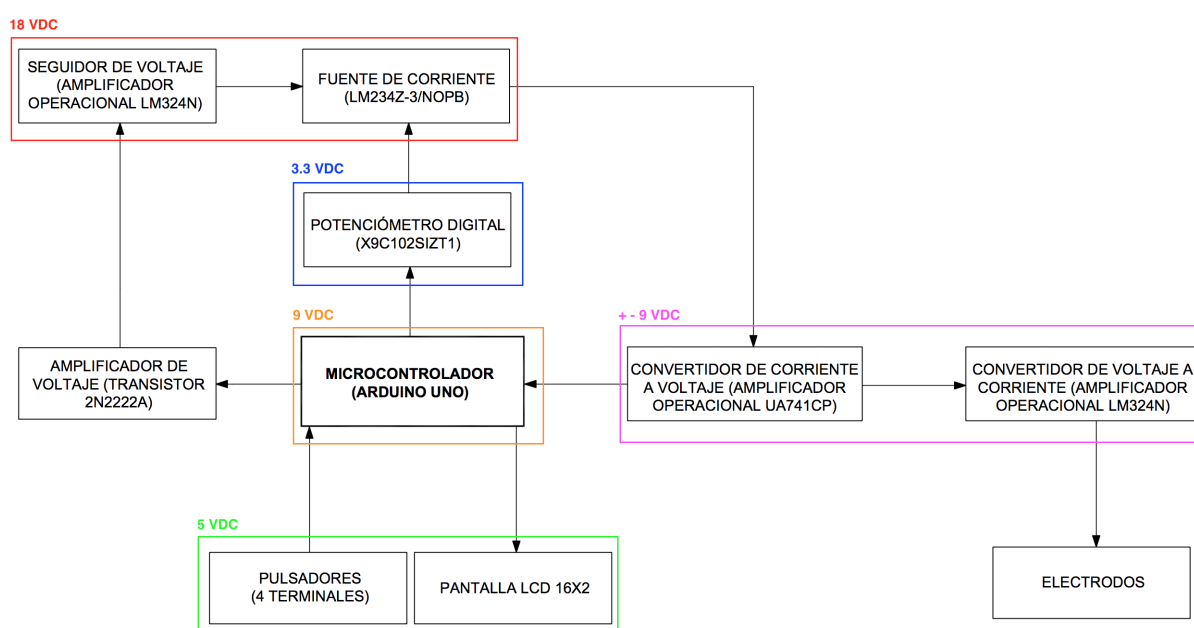 18 VDC
SEGUIDOR DE VOLTAJE
(AMPLIFICADOR
OPERACIONAL LM324N)
FUENTE DE CORRIENTE
(LM234Z-3/NOPB)
3.3 VDC
POTENCIÓMETRO DIGITAL
(X9C102SIZT1)
9 VDC
+ - 9 VDC
AMPLIFICADOR DE
VOLTAJE (TRANSISTOR
2N2222A)
MICROCONTROLADOR
(ARDUINO UNO)
CONVERTIDOR DE CORRIENTE
A VOLTAJE (AMPLIFICADOR
OPERACIONAL UA741CP)
CONVERTIDOR DE VOLTAJE A
CORRIENTE (AMPLIFICADOR
OPERACIONAL LM324N)
5 VDC
PULSADORES
(4 TERMINALES)
PANTALLA LCD 16X2
ELECTRODOS